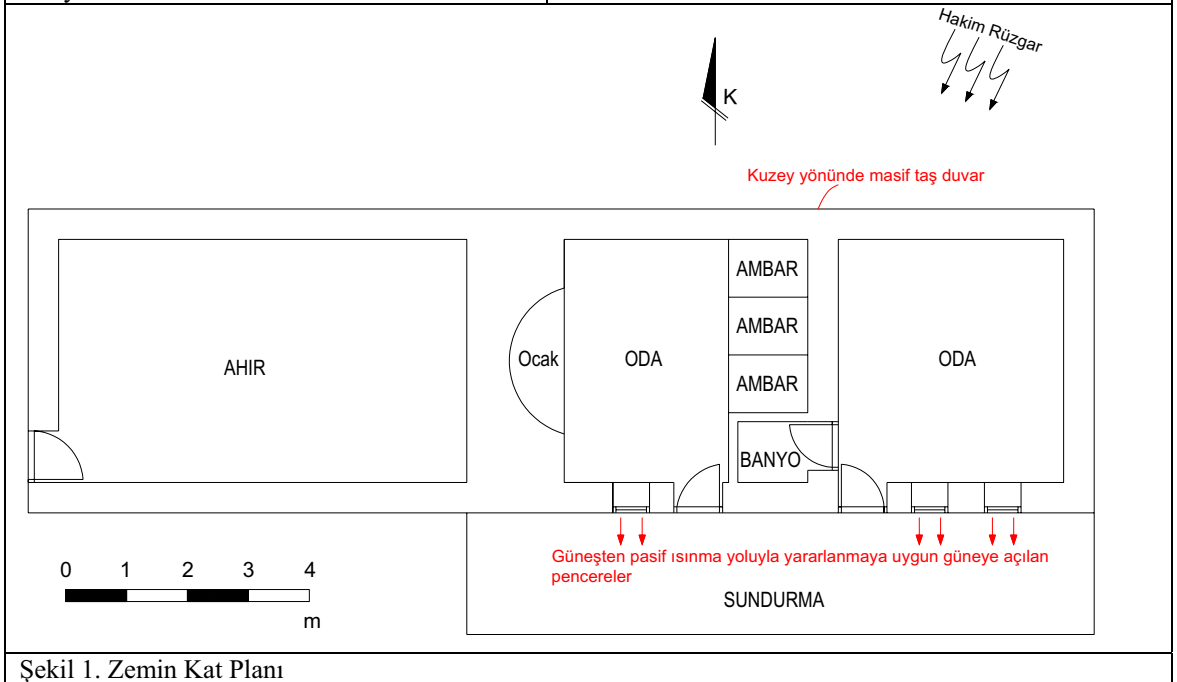 Hakim Rüzgar
K
Kuzey yönünde masif taş duvar
AMBAR
AMBAR
AMBAR
AHIR
Ocak
ODA
ODA
BANYO
Güneşten pasif ısınma yoluyla yararlanmaya uygun güneye açılan
pencereler
SUNDURMA
0 1 2 3 4
m
Şekil 1. Zemin Kat Planı